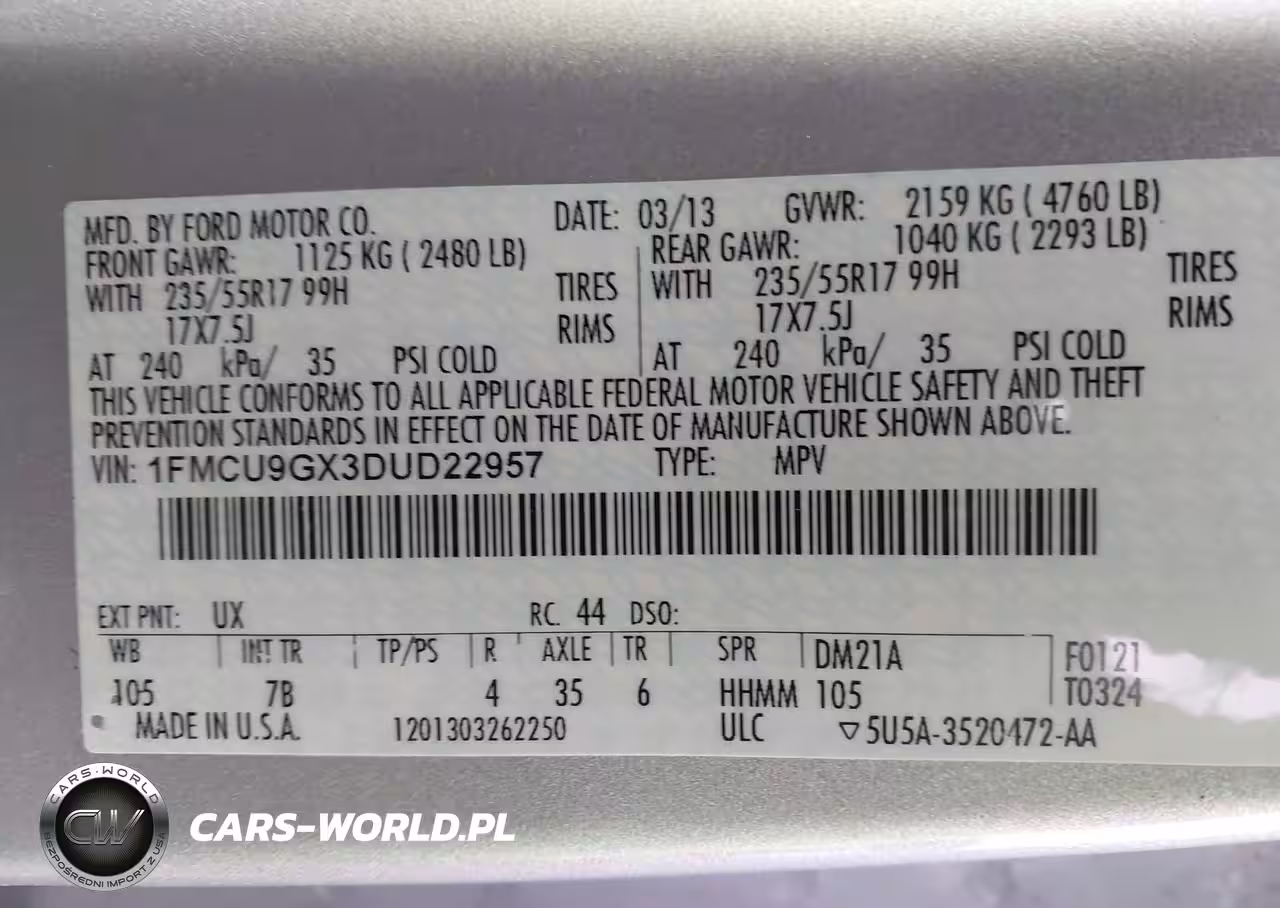 MFD. BY FORD MOTOR CO. DATE: 03/13 GVWR: 2159 KG ( 4760 LB)
FRONT GAWR: 1125 KG ( 2480 LB) REAR GAWR: 1040 KG ( 2293 LB)
WITH 235/55R17 99H TIRES WITH 235/55R17 99H TIRES
17X7.5J RIMS 17X7.5J RIMS
AT 240 kPa/ 35 PSI COLD AT 240 kPa/ 35 PSI COLD
THIS VEHICLE CONFORMS TO ALL APPLICABLE FEDERAL MOTOR VEHICLE SAFETY AND THEFT
PREVENTION STANDARDS IN EFFECT ON THE DATE OF MANUFACTURE SHOWN ABOVE.
VIN: 1FMCU9GX3DUD22957 TYPE: MPV
EXT PNT: UX RC: 44 DSO:
WB INT TR TP/PS R AXLE TR SPR DM21A F0121
105 7B 4 35 6 HHMM 105 T0324
MADE IN U.S.A. 1201303262250 ULC ▽5U5A-3520472-AA
CARS-WORLD
CW
BEZPOŚREDNI IMPORT Z USA
CARS-WORLD.PL